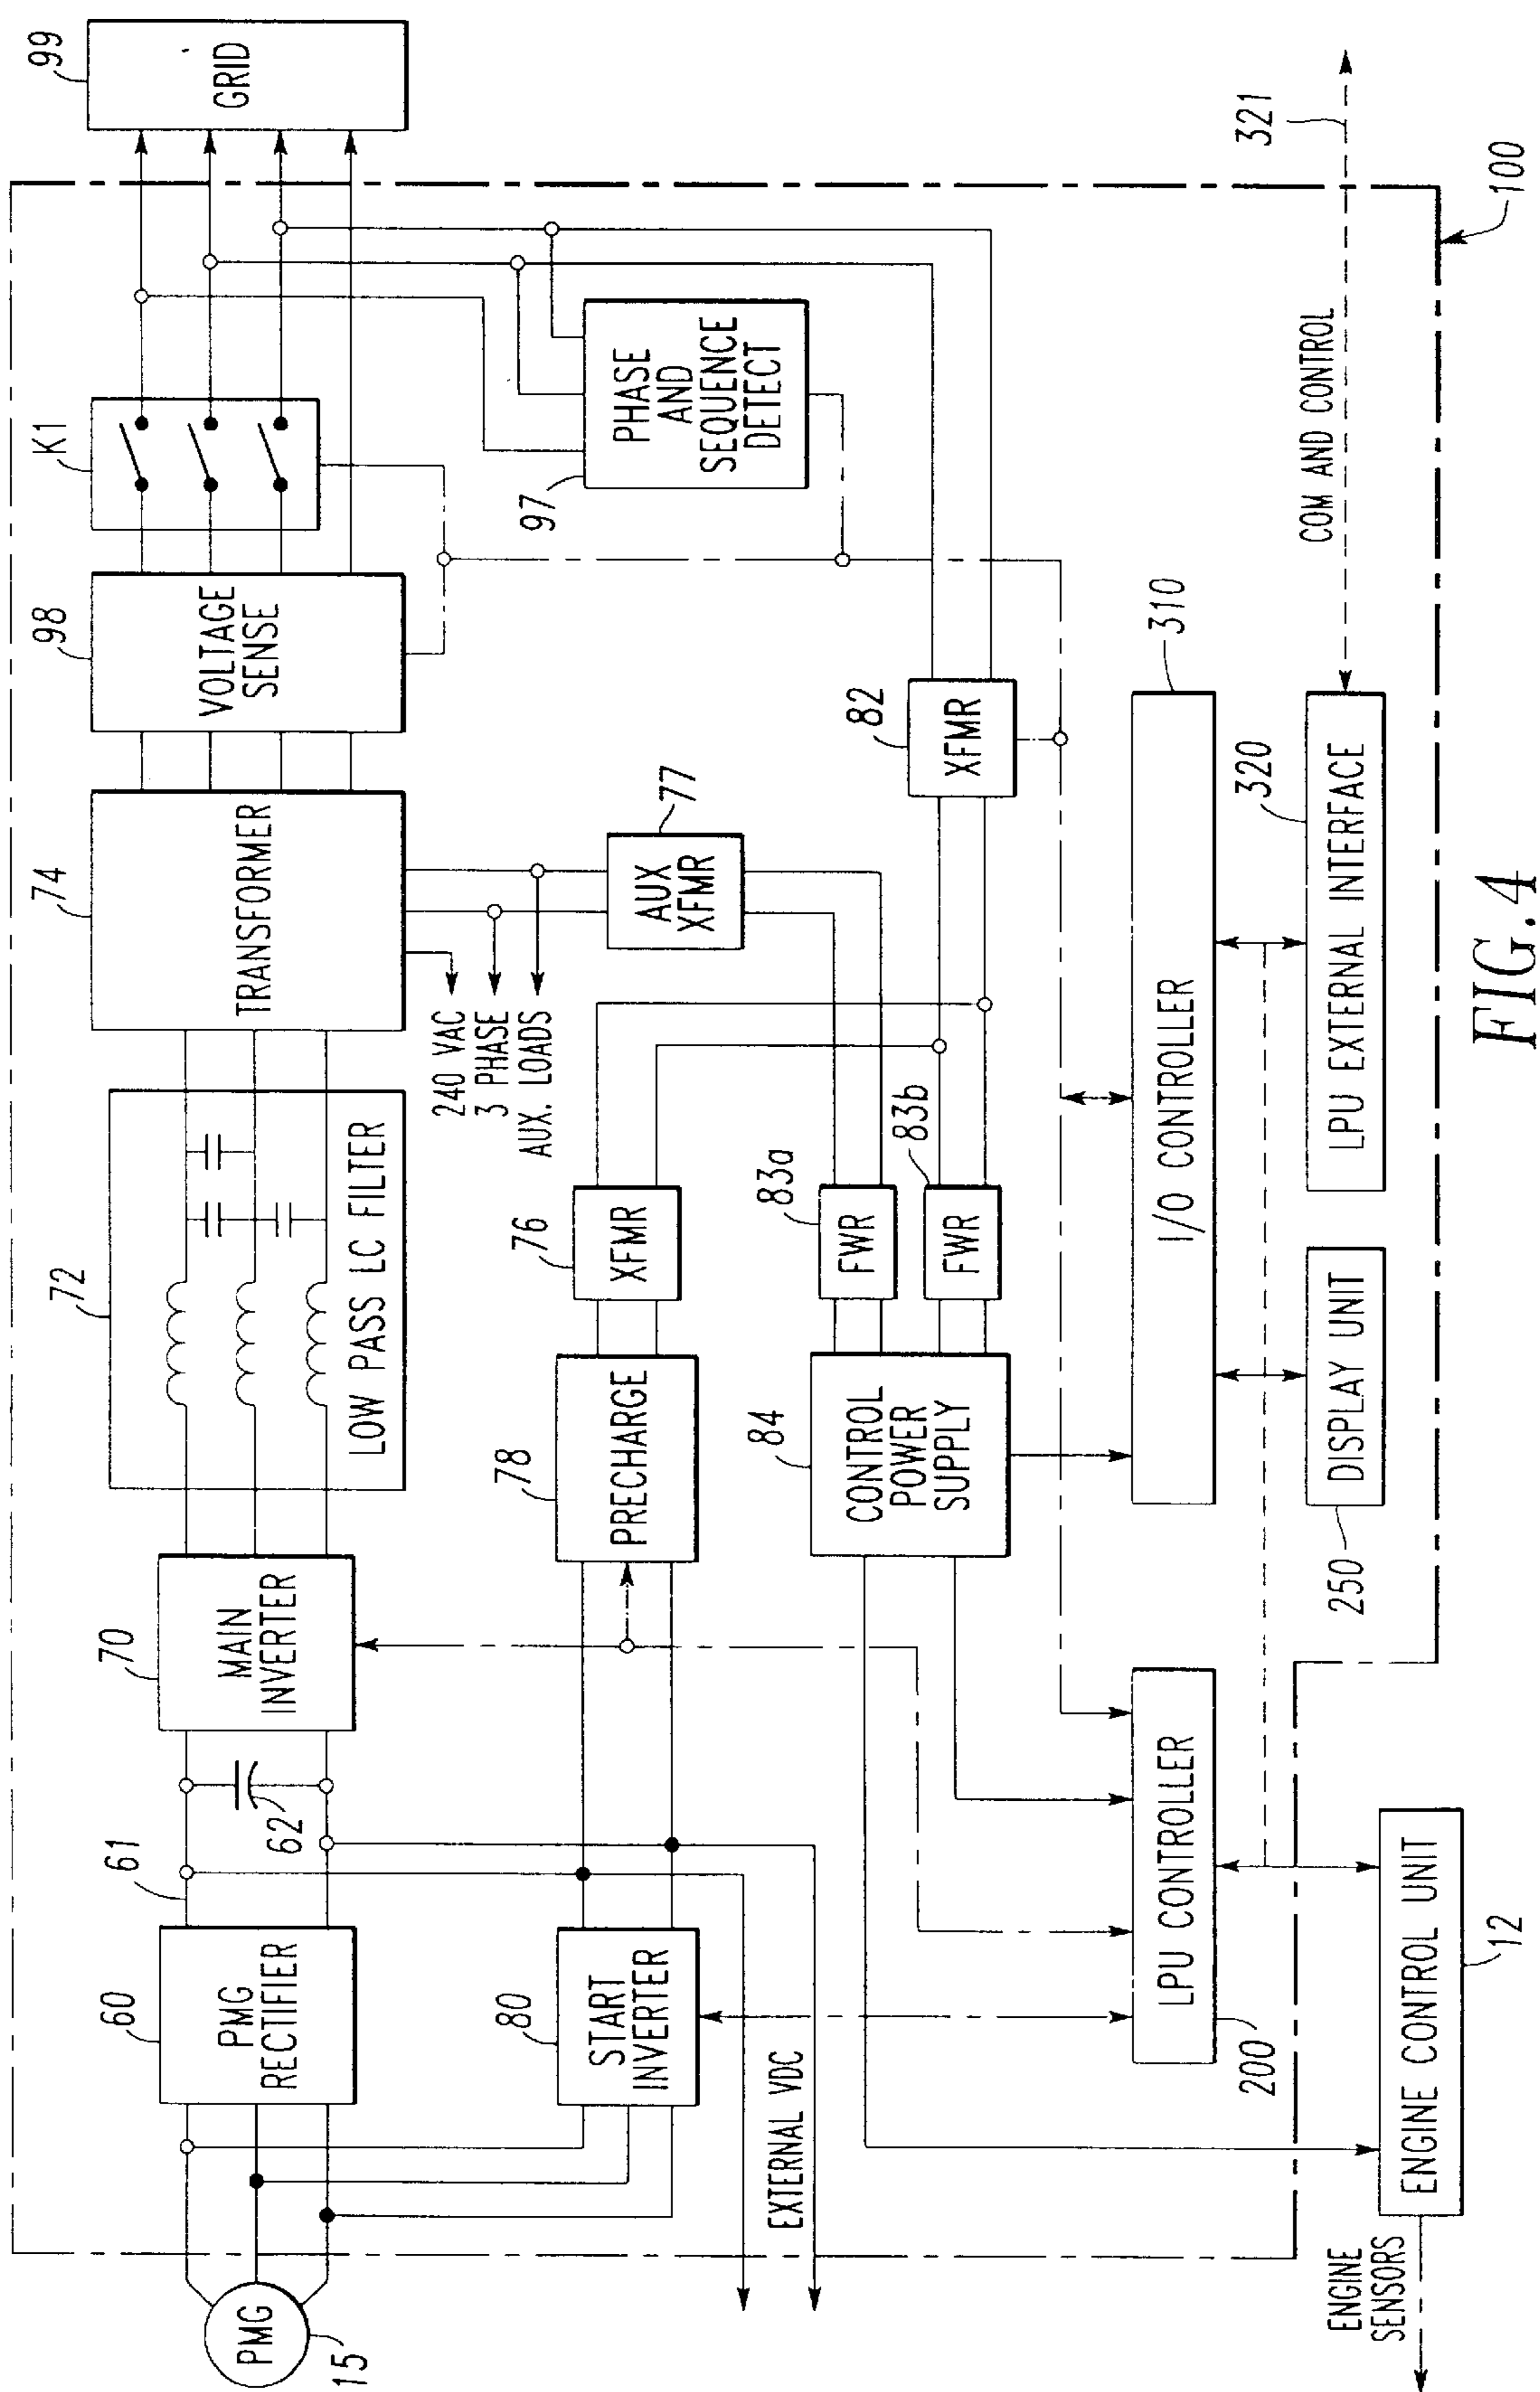 99
GRID
K1
98
VOLTAGE
SENSE
74
TRANSFORMER
72
LOW PASS LC FILTER
70
MAIN
INVERTER
61
62
60
PMG
RECTIFIER
PMG
15
97
PHASE
AND
SEQUENCE
DETECT
240 VAC
3 PHASE
AUX. LOADS
77
AUX
XFMR
76
XFMR
78
PRECHARGE
80
START
INVERTER
EXTERNAL VDC
82
XFMR
83a
FWR
83b
FWR
84
CONTROL
POWER
SUPPLY
310
I/O CONTROLLER
LPU CONTROLLER
200
321
COM AND CONTROL
320
LPU EXTERNAL INTERFACE
DISPLAY UNIT
250
ENGINE CONTROL UNIT
12
ENGINE
SENSORS
100
FIG.4